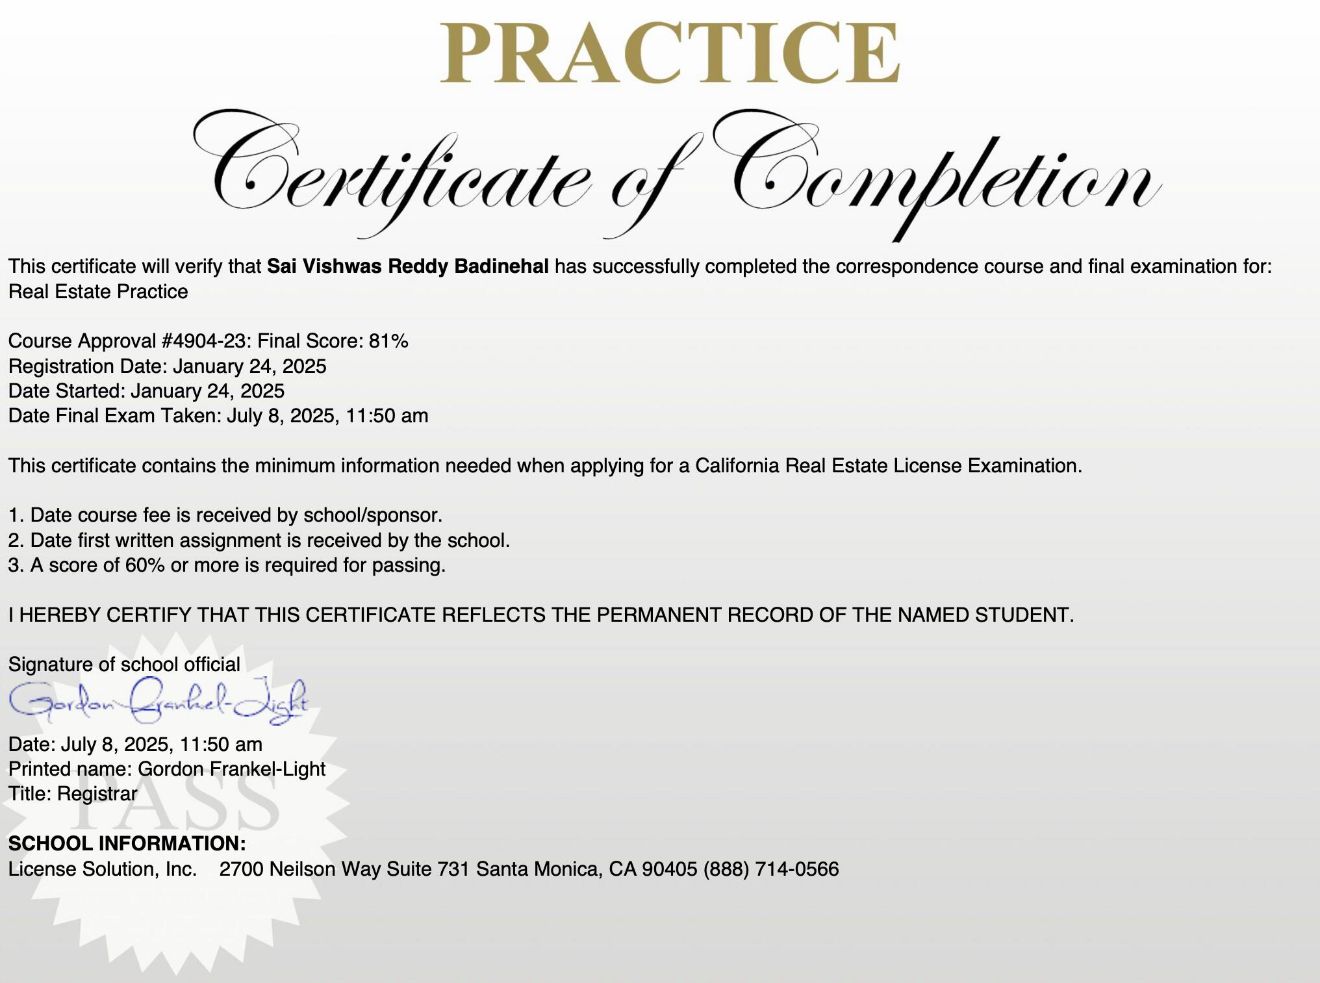 PRACTICE
Certificate of Completion
This certificate will verify that Sai Vishwas Reddy Badinehal has successfully completed the correspondence course and final examination for:
Real Estate Practice
Course Approval #4904-23: Final Score: 81%
Registration Date: January 24, 2025
Date Started: January 24, 2025
Date Final Exam Taken: July 8, 2025, 11:50 am
This certificate contains the minimum information needed when applying for a California Real Estate License Examination.
1. Date course fee is received by school/sponsor.
2. Date first written assignment is received by the school.
3. A score of 60% or more is required for passing.
I HEREBY CERTIFY THAT THIS CERTIFICATE REFLECTS THE PERMANENT RECORD OF THE NAMED STUDENT.
Signature of school official
Gordon Frankel-Light
Date: July 8, 2025, 11:50 am
Printed name: Gordon Frankel-Light
Title: Registrar
PASS
SCHOOL INFORMATION:
License Solution, Inc. 2700 Neilson Way Suite 731 Santa Monica, CA 90405 (888) 714-0566